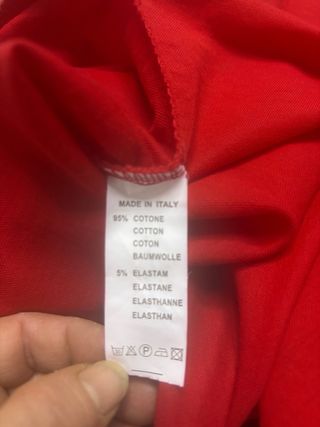 MADE IN ITALY
95% COTONE
COTTON
COTON
BAUMWOLLE
5% ELASTAM
ELASTANE
ELASTHANNE
ELASTHAN
P